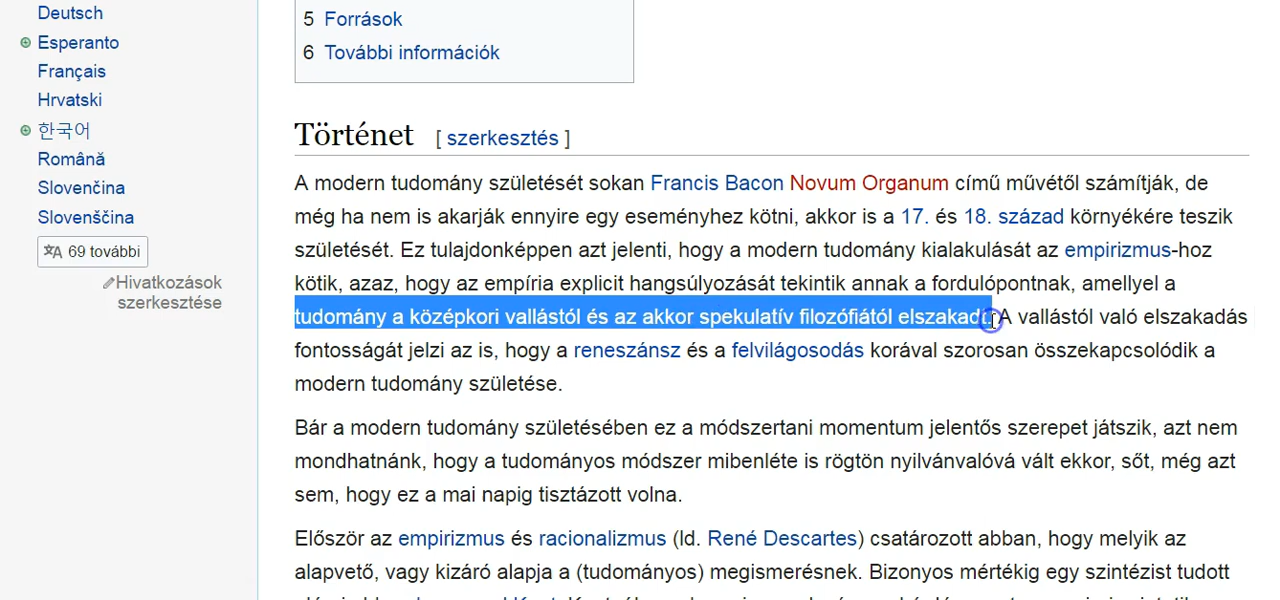 Deutsch
Esperanto
Français
Hrvatski
한국어
Română
Slovenčina
Slovenščina
69 további
Hivatkozások
szerkesztése
5 Források
6 További információk
Történet [ szerkesztés ]
A modern tudomány születését sokan Francis Bacon Novum Organum című művétől számítják, de
még ha nem is akarják ennyire egy eseményhez kötni, akkor is a 17. és 18. század környékére teszik
születését. Ez tulajdonképpen azt jelenti, hogy a modern tudomány kialakulását az empirizmus-hoz
kötik, azaz, hogy az empíria explicit hangsúlyozását tekintik annak a fordulópontnak, amellyel a
tudomány a középkori vallástól és az akkor spekulatív filozófiától elszakadt. A vallástól való elszakadás
fontosságát jelzi az is, hogy a reneszánsz és a felvilágosodás korával szorosan összekapcsolódik a
modern tudomány születése.
Bár a modern tudomány születésében ez a módszertani momentum jelentős szerepet játszik, azt nem
mondhatnánk, hogy a tudományos módszer mibenléte is rögtön nyilvánvalóvá vált ekkor, sőt, még azt
sem, hogy ez a mai napig tisztázott volna.
Először az empirizmus és racionalizmus (ld. René Descartes) csatározott abban, hogy melyik az
alapvető, vagy kizáró alapja a (tudományos) megismerésnek. Bizonyos mértékig egy szintézist tudott